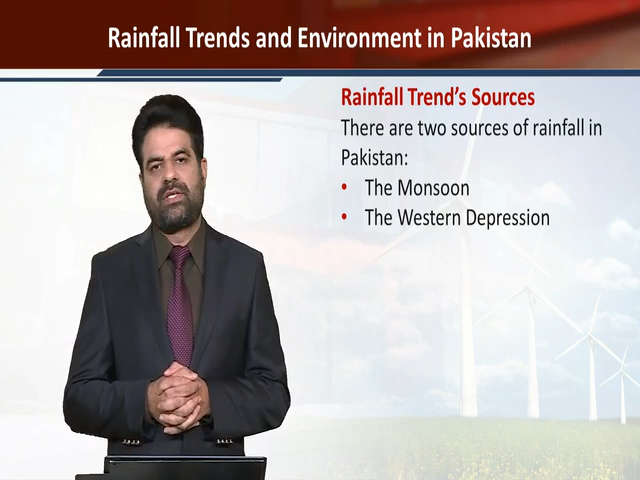 Rainfall Trends and Environment in Pakistan
Rainfall Trend's Sources
There are two sources of rainfall in
Pakistan:
• The Monsoon
• The Western Depression